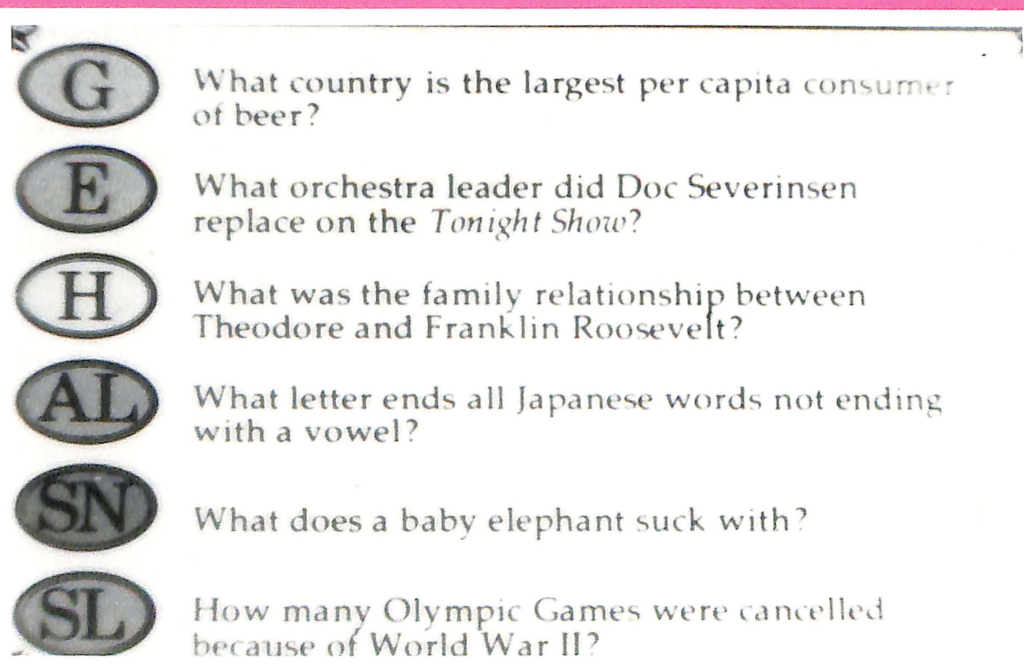 G What country is the largest per capita consumer
of beer?
E What orchestra leader did Doc Severinsen
replace on the Tonight Show?
H What was the family relationship between
Theodore and Franklin Roosevelt?
AL What letter ends all Japanese words not ending
with a vowel?
SN What does a baby elephant suck with?
SL How many Olympic Games were cancelled
because of World War II?